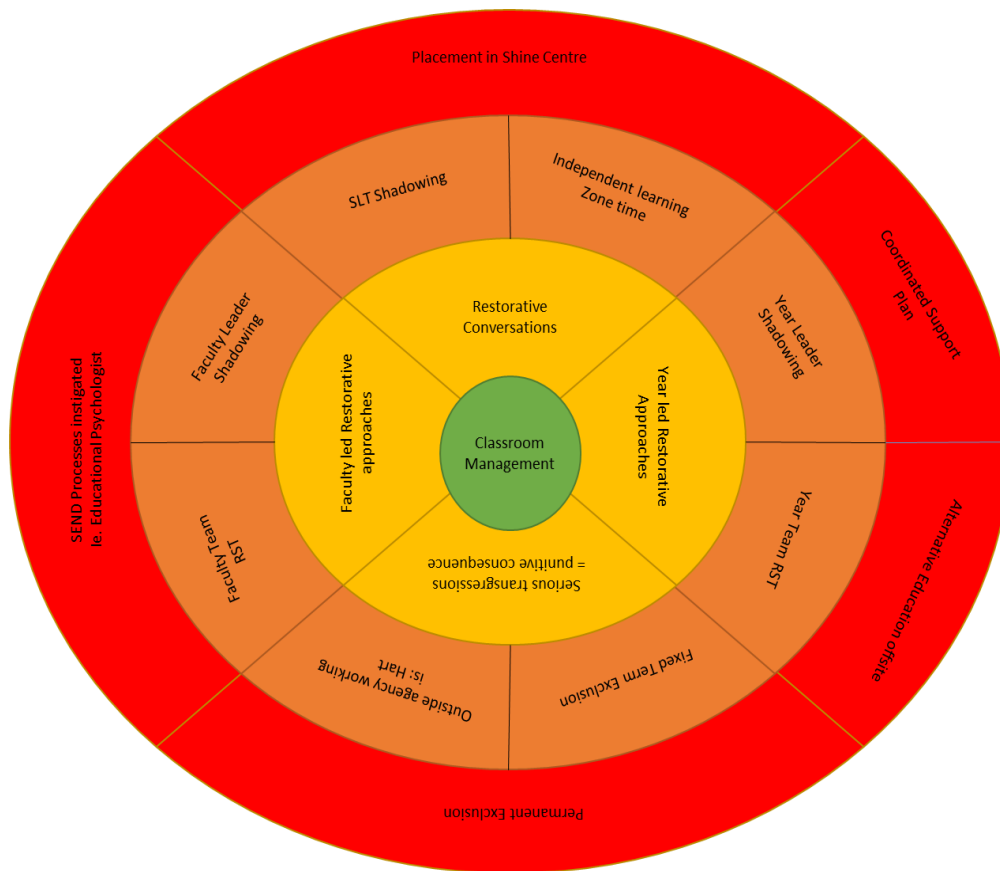 Placement in Shine Centre
SLT Shadowing
Independent learning
Zone time
Coordinated Support
Plan
Faculty Leader
Shadowing
Year Leader
Shadowing
Restorative
Conversations
SEND Processes instigated
Ie. Educational Psychologist
Faculty led Restorative
approaches
Classroom
Management
Year led Restorative
Approaches
Faculty Team
RST
Serious transgressions
= punitive consequence
Year Team RST
Alternative Education offsite
Outside agency working
is: Hart
Fixed Term Exclusion
Permanent Exclusion